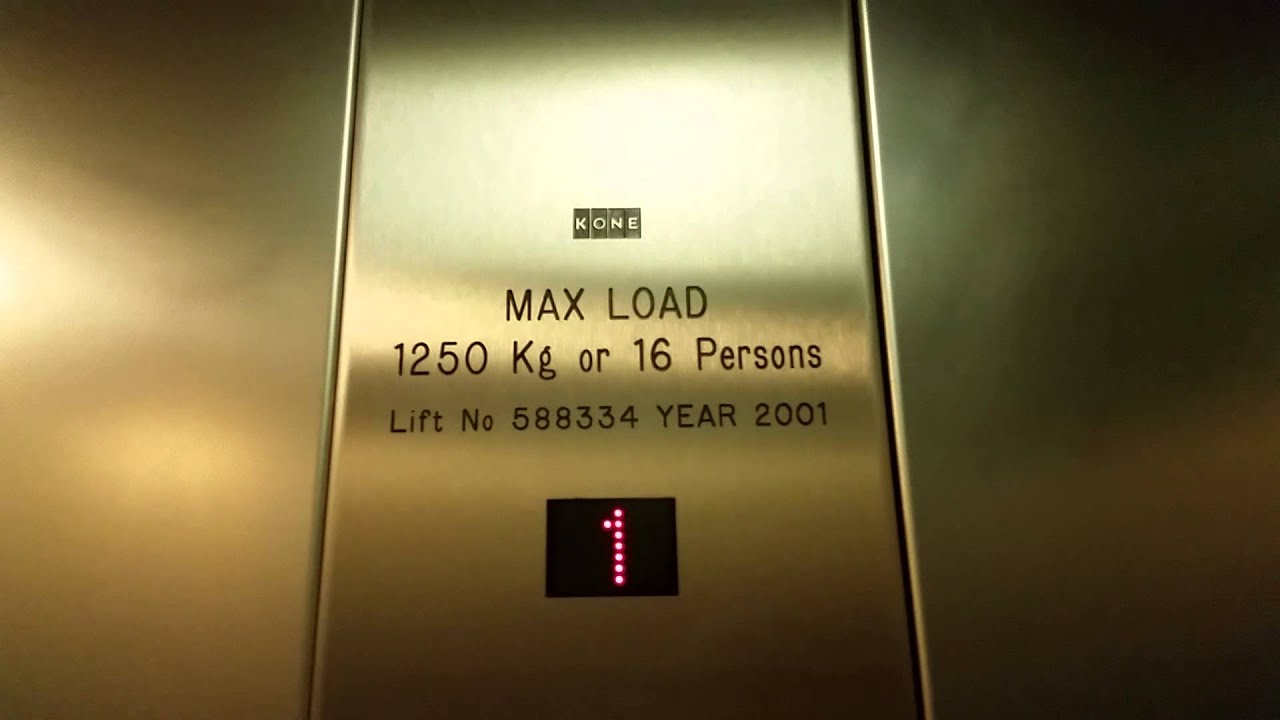 KONE
MAX LOAD
1250 Kg or 16 Persons
Lift No 588334 YEAR 2001
1